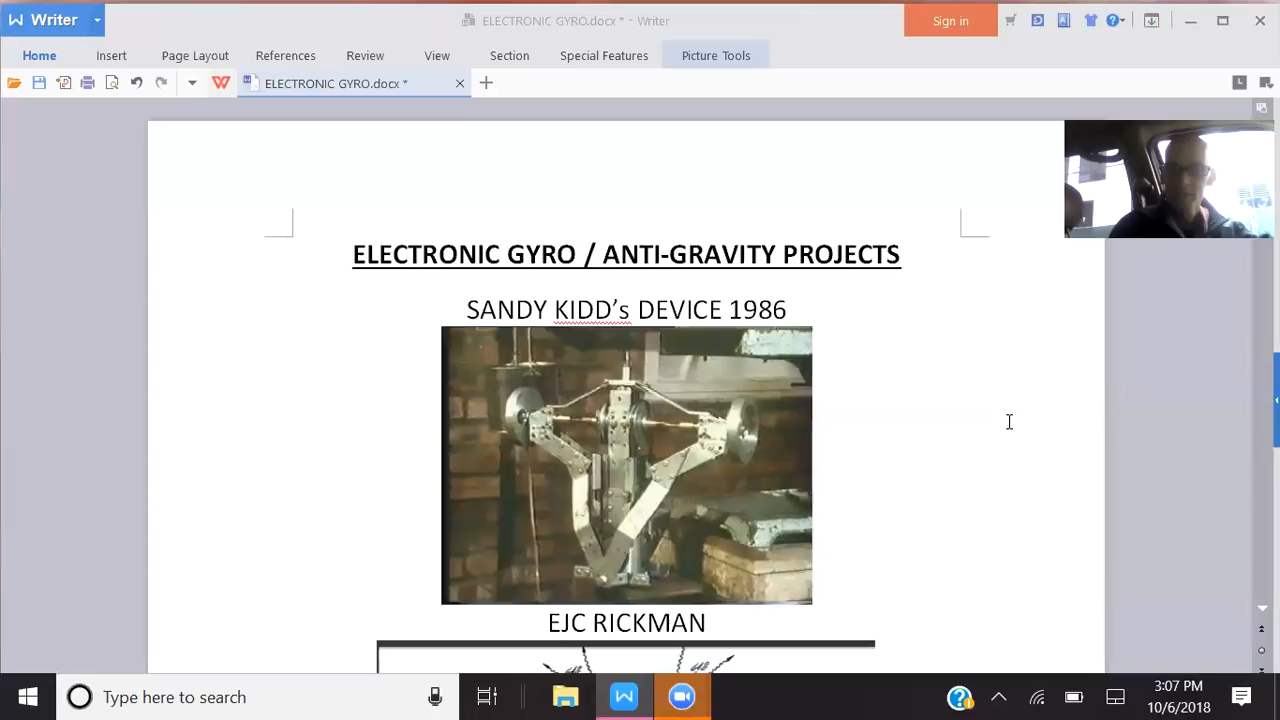 Writer
ELECTRONIC GYRO.docx * - Writer
Sign in
Home
Insert
Page Layout
References
Review
View
Section
Special Features
Picture Tools
ELECTRONIC GYRO.docx *
ELECTRONIC GYRO / ANTI-GRAVITY PROJECTS
SANDY KIDD’s DEVICE 1986
EJC RICKMAN
Type here to search
3:07 PM
10/6/2018